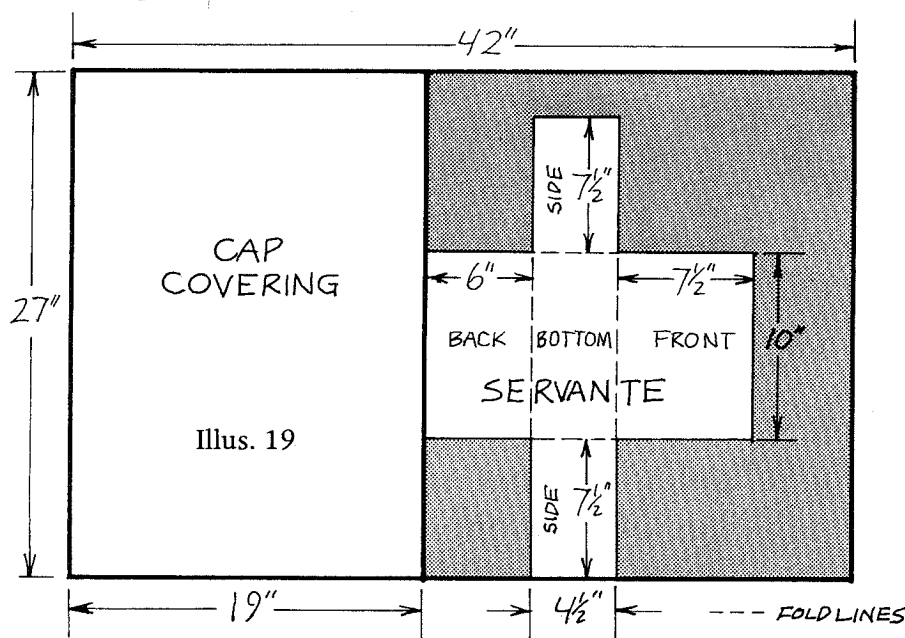 42"
SIDE
7½"
CAP
COVERING
27"
6"
7½"
BACK
BOTTOM
FRONT
10"
SERVANTE
Illus. 19
SIDE
7½"
19"
4½"
FOLD LINES